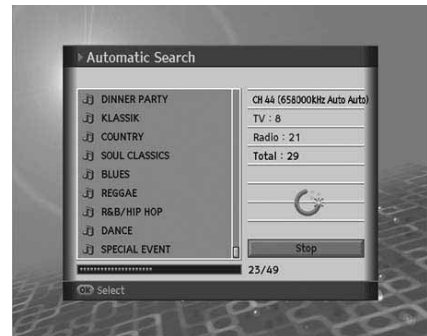 Automatic Search
DINNER PARTY
KLASSIK
COUNTRY
SOUL CLASSICS
BLUES
REGGAE
R&B/HIP HOP
DANCE
SPECIAL EVENT
CH 44 (658000kHz Auto Auto)
TV : 8
Radio : 21
Total : 29
Stop
23/49
OK Select